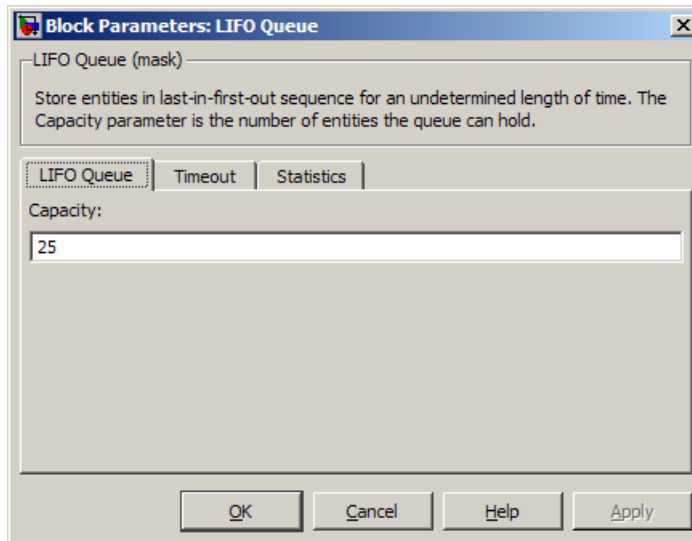 Block Parameters: LIFO Queue
LIFO Queue (mask)
Store entities in last-in-first-out sequence for an undetermined length of time. The
Capacity parameter is the number of entities the queue can hold.
LIFO Queue Timeout Statistics
Capacity:
25
OK Cancel Help Apply